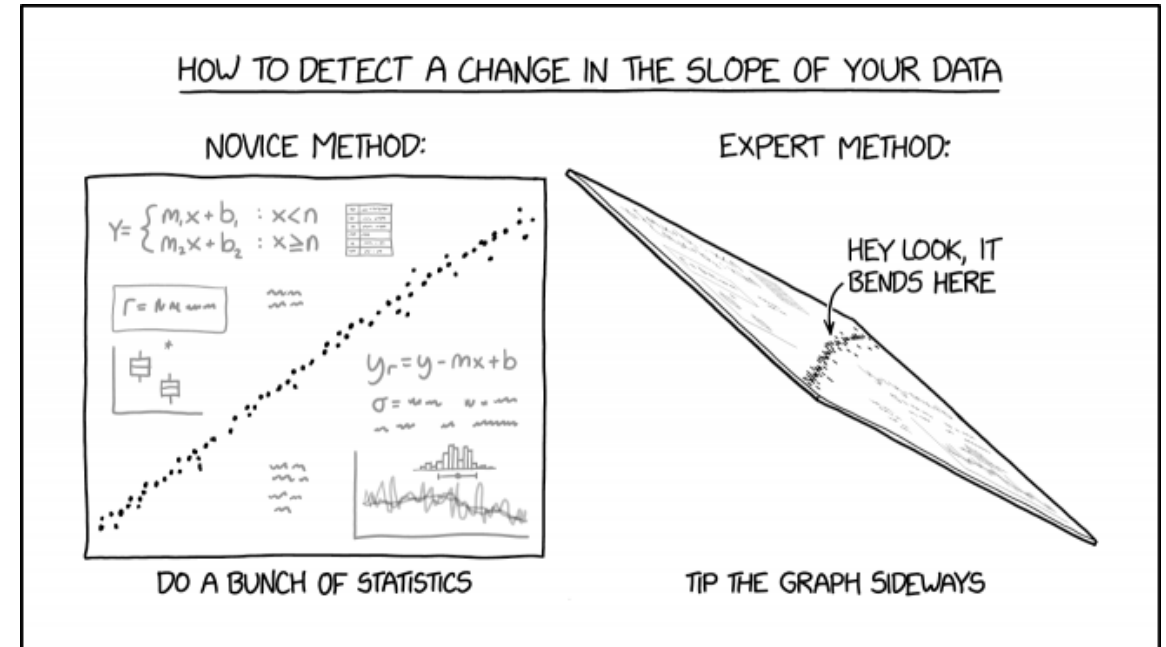 HOW TO DETECT A CHANGE IN THE SLOPE OF YOUR DATA
NOVICE METHOD:
Y= { m₁x + b₁ : x<n
m₂x + b₂ : x≥n
r =
yᵣ=y-mx+b
σ =
DO A BUNCH OF STATISTICS
EXPERT METHOD:
HEY LOOK, IT
BENDS HERE
TIP THE GRAPH SIDEWAYS